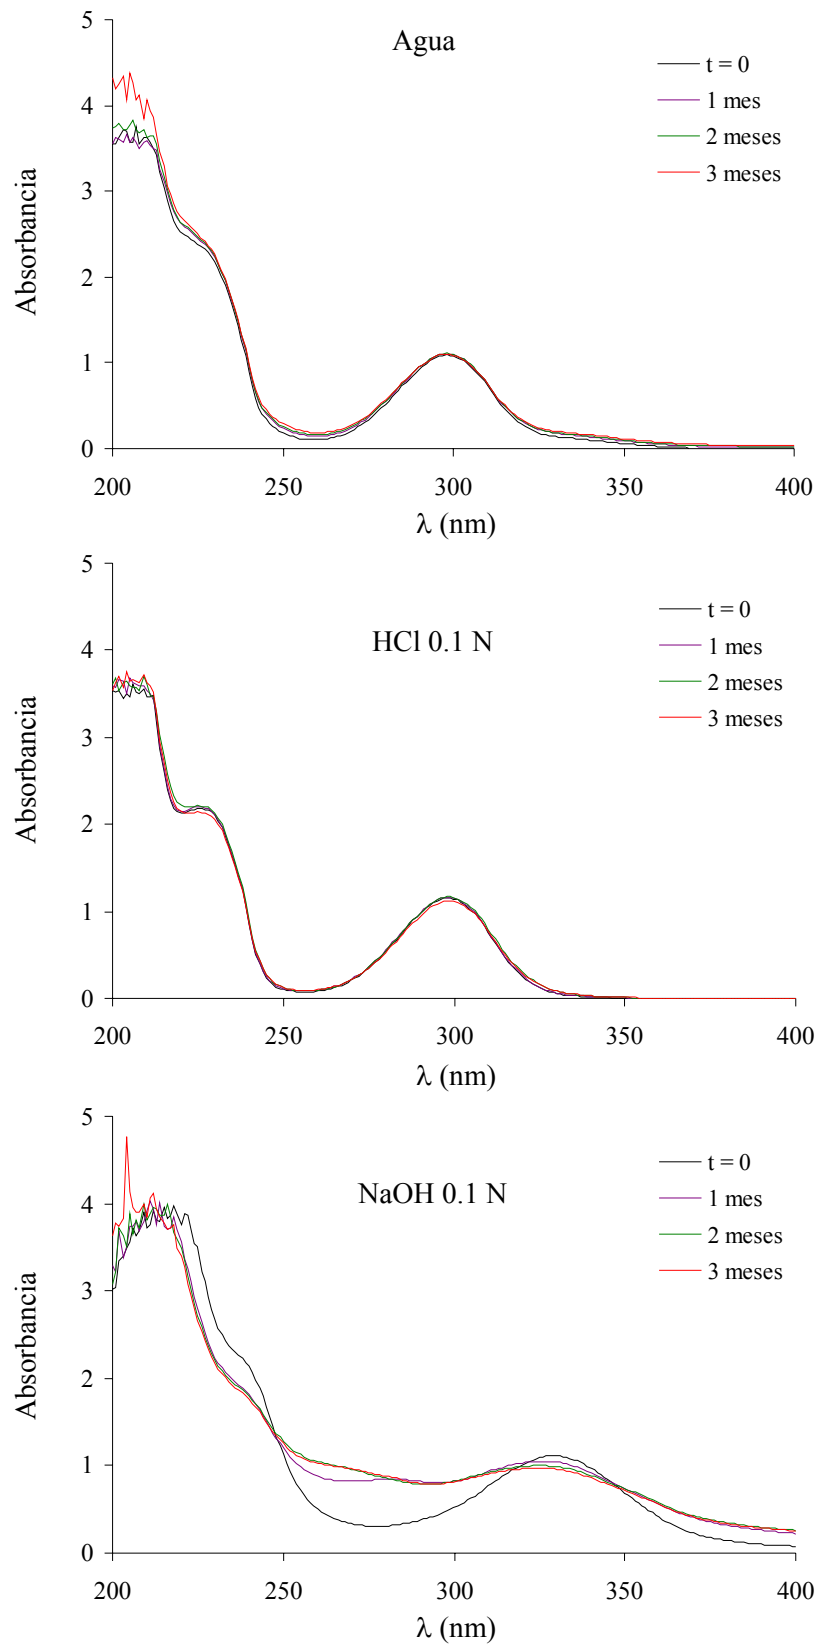 Agua
t = 0
1 mes
2 meses
3 meses
Absorbancia
5
4
3
2
1
0
200 250 300 350 400
λ (nm)
HCl 0.1 N
t = 0
1 mes
2 meses
3 meses
Absorbancia
5
4
3
2
1
0
200 250 300 350 400
λ (nm)
NaOH 0.1 N
t = 0
1 mes
2 meses
3 meses
Absorbancia
5
4
3
2
1
0
200 250 300 350 400
λ (nm)